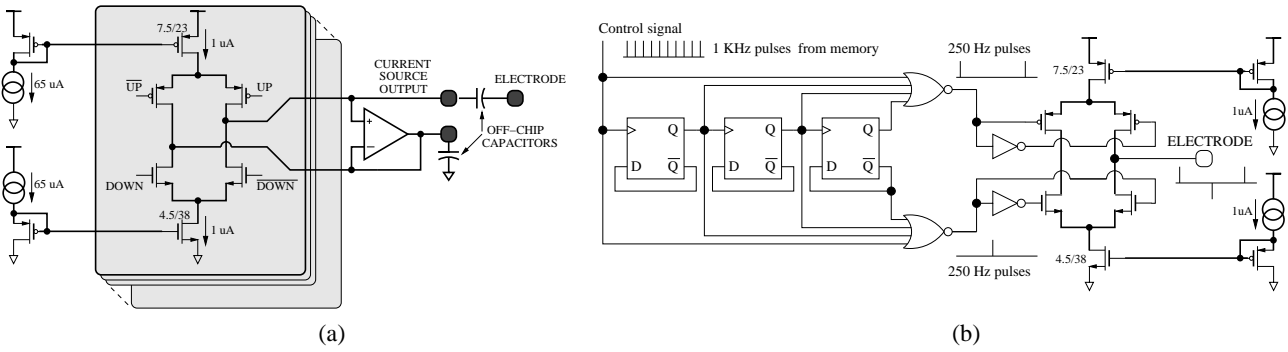 7.5/23
1 uA
65 uA
UP
UP
CURRENT
SOURCE
OUTPUT
ELECTRODE
+
−
OFF−CHIP
CAPACITORS
65 uA
DOWN
DOWN
4.5/38
1 uA
(a)
Control signal
1 KHz pulses from memory
250 Hz pulses
7.5/23
1uA
Q
Q
D
Q
Q
D
Q
Q
D
ELECTRODE
1uA
4.5/38
250 Hz pulses
(b)